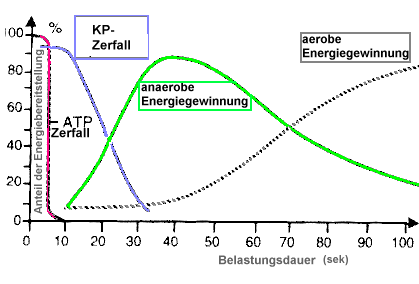 %
KP-
Zerfall
aerobe
Energiegewinnung
anaerobe
Energiegewinnung
ATP
Zerfall
Anteil der Energiebereitstellung
100
80
60
40
20
0
0 10 20 30 40 50 60 70 80 90 100
Belastungsdauer (sek)